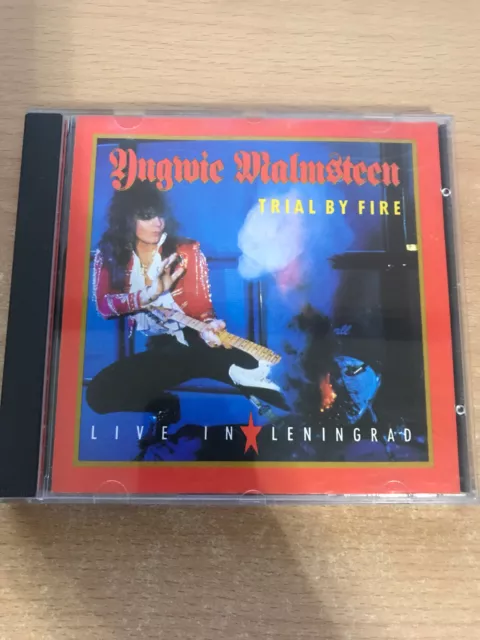 Yngwie Malmsteen
TRIAL BY FIRE
LIVE IN LENINGRAD